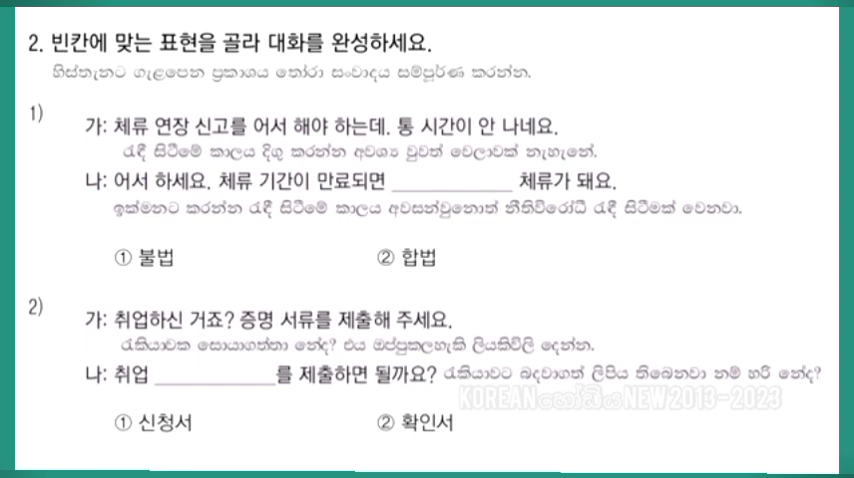 2. 빈칸에 맞는 표현을 골라 대화를 완성하세요.
හිස්තැනට ගැළපෙන ප්‍රකාශය තෝරා සංවාදය සම්පූර්ණ කරන්න.
1)
가: 체류 연장 신고를 어서 해야 하는데. 통 시간이 안 나네요.
රැඳී සිටීමේ කාලය දිගු කරන්න අවශ්‍ය වුවත් වෙලාවක් නැහැනේ.
나: 어서 하세요. 체류 기간이 만료되면 ____________ 체류가 돼요.
ඉක්මනට කරන්න රැඳී සිටීමේ කාලය අවසන්වුනොත් නීතිවිරෝධී රැඳී සිටීමක් වෙනවා.
① 불법 ② 합법
2)
가: 취업하신 거죠? 증명 서류를 제출해 주세요.
රැකියාවක සොයාගත්තා නේද? එය ඔප්පුකලහැකි ලියකිවිලි දෙන්න.
나: 취업 ____________를 제출하면 될까요? රැකියාවට බඳවාගත් ලිපිය තිබෙනවා නම් හරි නේද?
KOREAN හෝඩිය NEW 2013-2023
① 신청서 ② 확인서